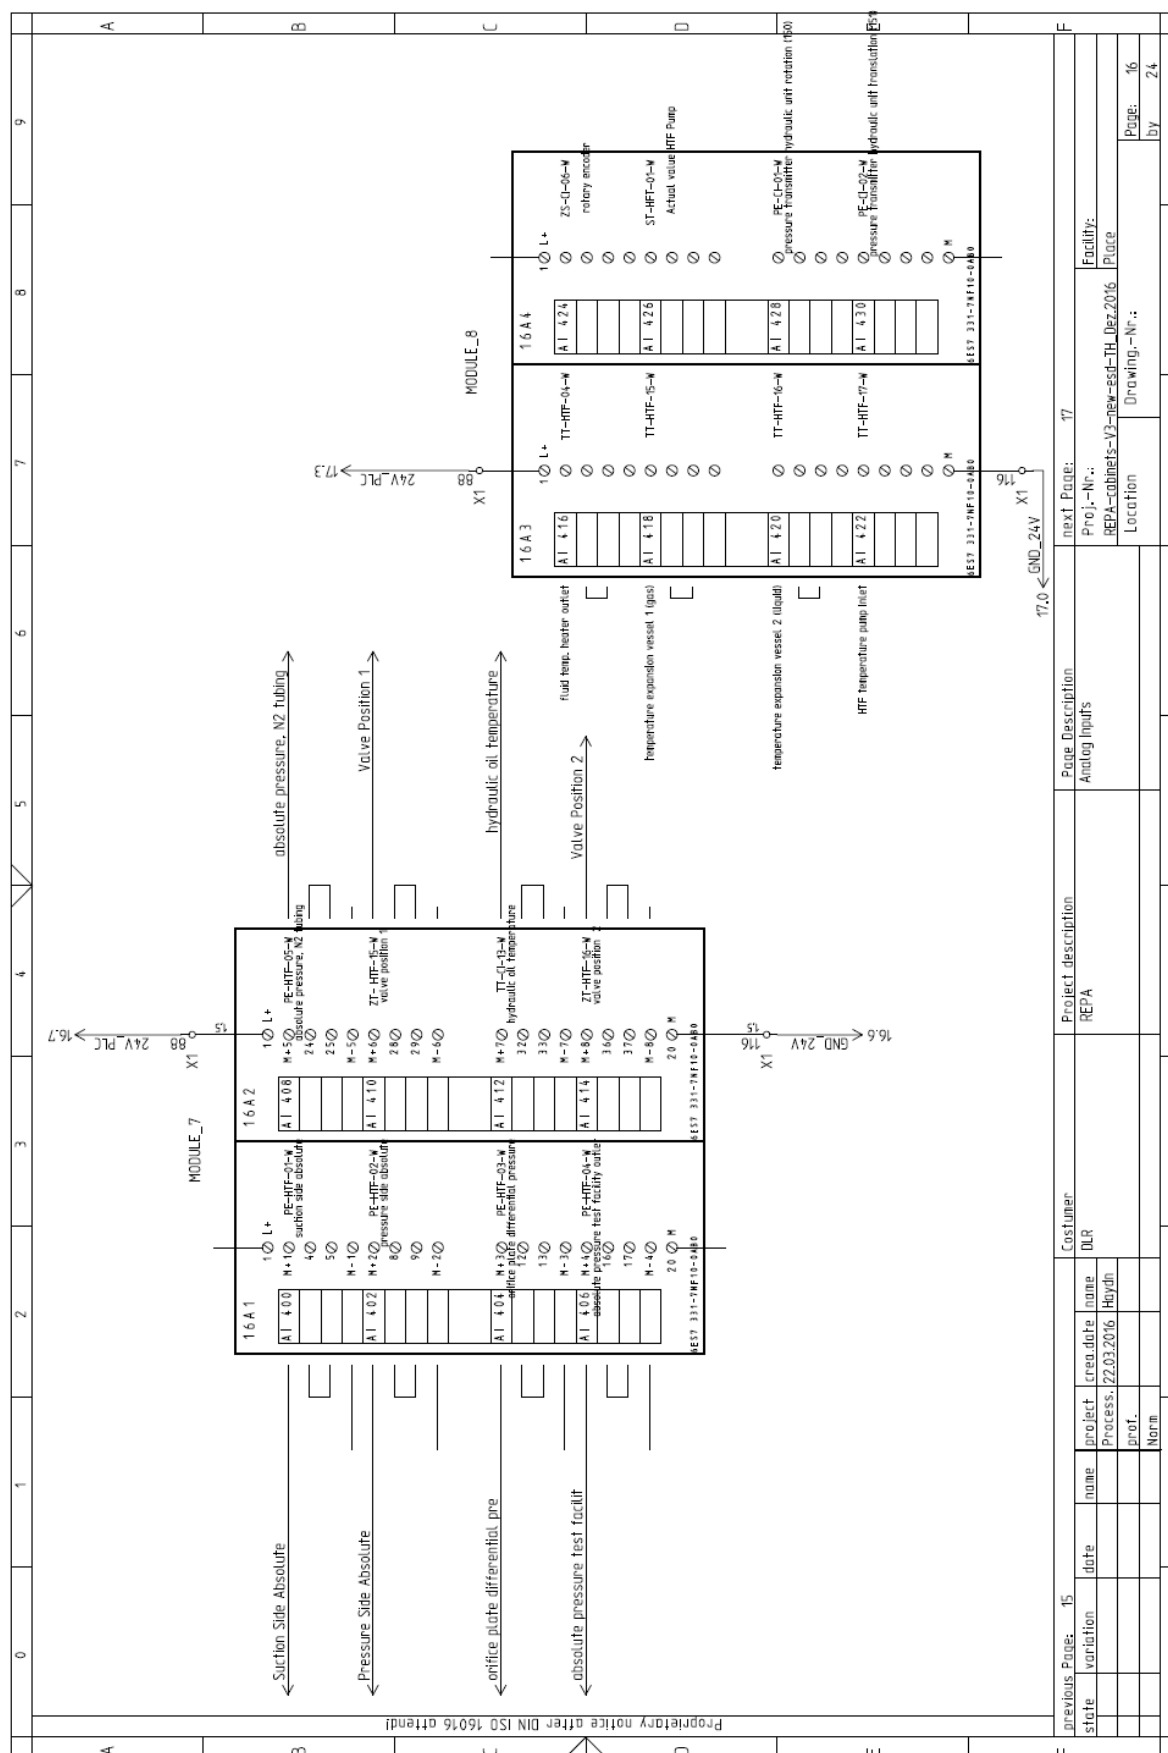 0 1 2 3 4 5 6 7 8 9
A
A
B
B
C
C
D
D
E
E
F
F
Proprietary notice after DIN ISO 16016 attend!
Suction Side Absolute
Pressure Side Absolute
orifice plate differential pre
absolute pressure test facilit
MODULE_7
16A1
AI 400
AI 402
AI 404
AI 406
1 L+
M+1
4
5
M-1
M+2
8
9
M-2
M+3
12
13
M-3
M+4
16
17
M-4
20 M
PE-HTF-01-W
suction side absolute
PE-HTF-02-W
pressure side absolute
PE-HTF-03-W
orifice plate differential pressure
PE-HTF-04-W
absolute pressure test facility outlet
6ES7 331-7NF10-0AB0
16A2
AI 408
AI 410
AI 412
AI 414
1 L+
M+5
24
25
M-5
M+6
28
29
M-6
M+7
32
33
M-7
M+8
36
37
M-8
20 M
PE-HTF-05-W
absolute pressure, N2 tubing
ZT- HTF-15-W
valve position 1
TT-CI-13-W
hydraulic oil temperature
ZT-HTF-16-W
valve position 2
6ES7 331-7NF10-0AB0
16.7
24V_PLC
88
X1
15
15
116
X1
GND_24V
16.6
absolute pressure, N2 tubing
Valve Position 1
hydraulic oil temperature
Valve Position 2
MODULE_8
17.3
24V_PLC
88
X1
16A3
AI 416
AI 418
AI 420
AI 422
fluid temp. heater outlet
temperature expansion vessel 1 (gas)
temperature expansion vessel 2 (liquid)
HTF temperature pump inlet
1 L+
M
TT-HTF-04-W
TT-HTF-15-W
TT-HTF-16-W
TT-HTF-17-W
6ES7 331-7NF10-0AB0
116
X1
17.0
GND_24V
16A4
AI 424
AI 426
AI 428
AI 430
1 L+
M
ZS-CI-06-W
rotary encoder
ST-HFT-01-W
Actual value HTF Pump
PE-CI-01-W
pressure transmitter hydraulic unit rotation (150)
PE-CI-02-W
pressure transmitter hydraulic unit translation (151)
6ES7 331-7NF10-0AB0
previous Page: 15
state variation date name
project crea.date name
Process. 22.03.2016 Haydn
prof.
Norm
Costumer
DLR
Project description
REPA
Page Description
Analog Inputs
next Page: 17
Proj.-Nr.:
REPA-cabinets-V3-new-esd-TH_Dez.2016
Location
Drawing.-Nr.:
Facility:
Place
Page: 16
by 24